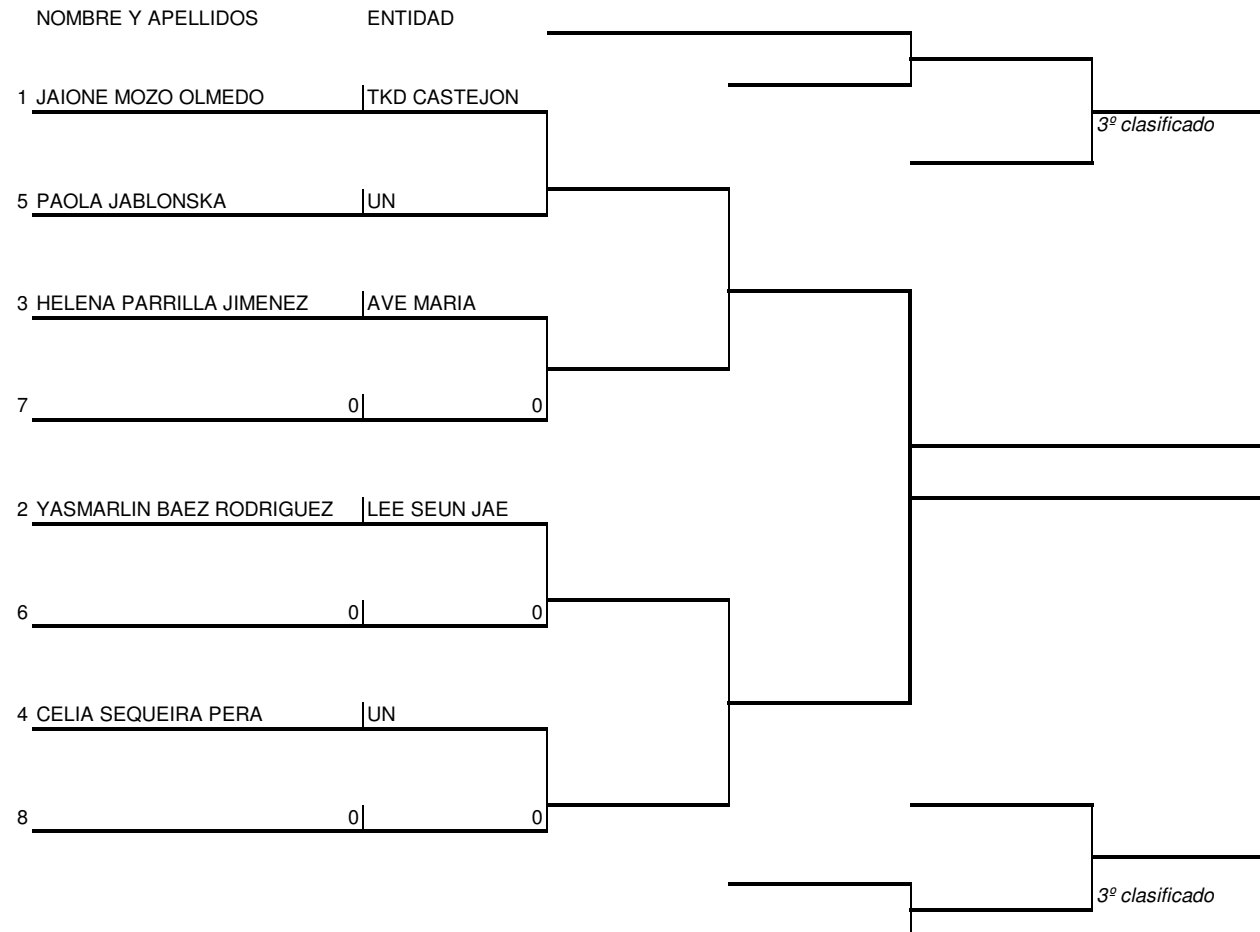 NOMBRE Y APELLIDOS ENTIDAD
1 JAIONE MOZO OLMEDO TKD CASTEJON
3º clasificado
5 PAOLA JABLONSKA UN
3 HELENA PARRILLA JIMENEZ AVE MARIA
7 0 0
2 YASMARLIN BAEZ RODRIGUEZ LEE SEUN JAE
6 0 0
4 CELIA SEQUEIRA PERA UN
8 0 0
3º clasificado